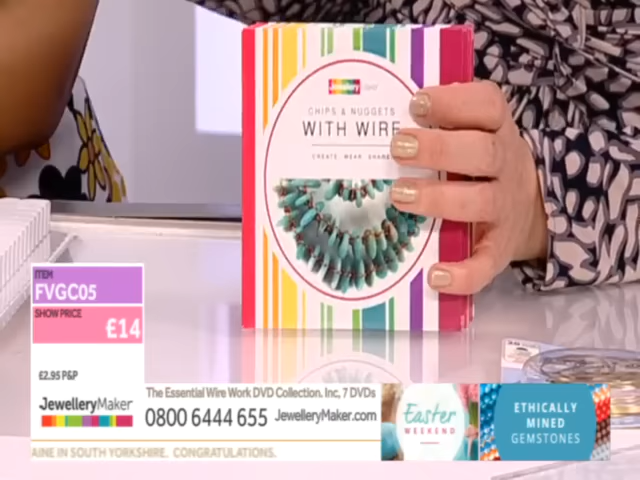 Jewellery
CHIPS & NUGGETS
WITH WIRE
CREATE WEAR SHARE
ITEM
FVGC05
SHOW PRICE
£14
£2.95 P&P
JewelleryMaker
The Essential Wire Work DVD Collection. Inc, 7 DVDs
0800 6444 655 JewelleryMaker.com
Easter
WEEKEND
ETHICALLY
MINED
GEMSTONES
AINE IN SOUTH YORKSHIRE. CONGRATULATIONS.